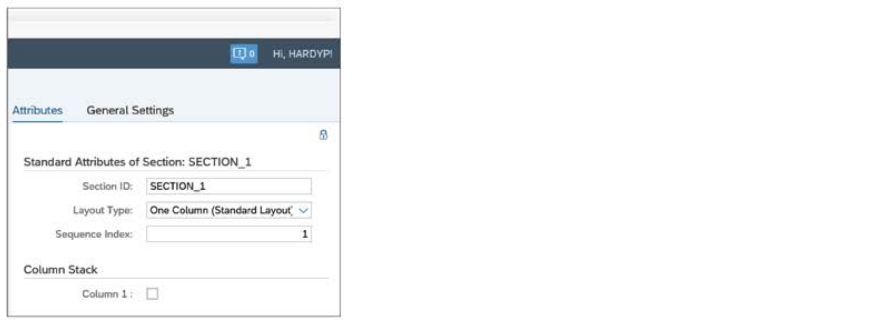 0 Hi, HARDYP!
Attributes General Settings
Standard Attributes of Section: SECTION_1
Section ID: SECTION_1
Layout Type: One Column (Standard Layout)
Sequence Index: 1
Column Stack
Column 1 :